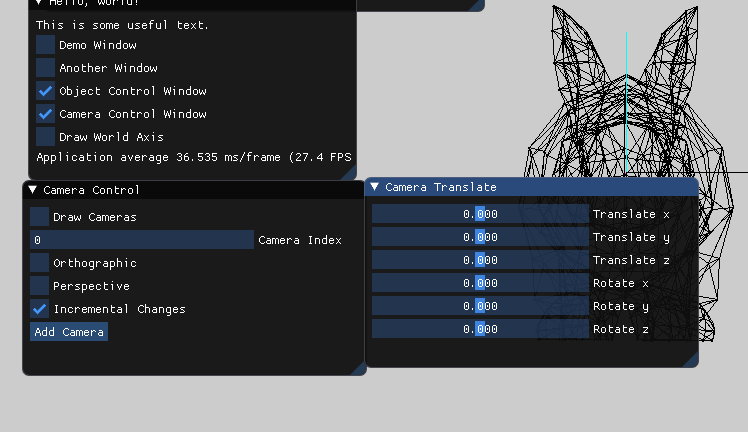 Hello, world!
This is some useful text.
Demo Window
Another Window
Object Control Window
Camera Control Window
Draw World Axis
Application average 36.535 ms/frame (27.4 FPS
Camera Control
Draw Cameras
0 Camera Index
Orthographic
Perspective
Incremental Changes
Add Camera
Camera Translate
0.000 Translate x
0.000 Translate y
0.000 Translate z
0.000 Rotate x
0.000 Rotate y
0.000 Rotate z